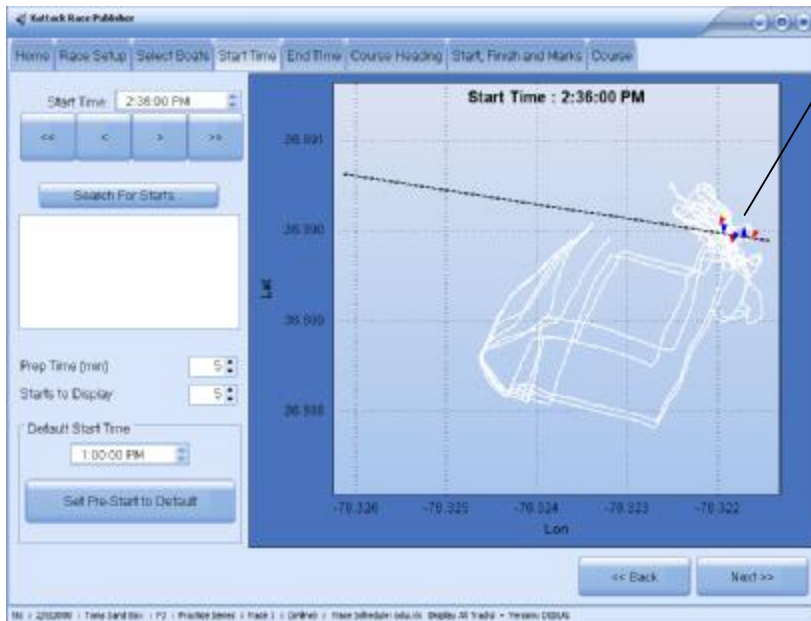 Kattack Race Publisher
Home Race Setup Select Boats Start Time End Time Course Heading Start, Finish and Marks Course
Start Time 2:36:00 PM
<< < > >>
Search For Starts
Prep Time (min) 5
Starts to Display 5
Default Start Time
1:00:00 PM
Set Pre-Start to Default
Start Time : 2:36:00 PM
Lat
-78.326 -78.325 -78.324 -78.323 -78.322
Lon
<< Back Next >>